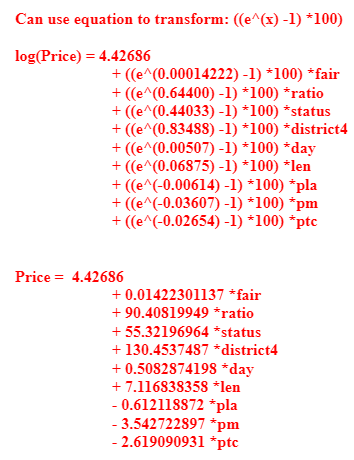 Can use equation to transform: ((e^(x) -1) *100)
log(Price) = 4.42686
+ ((e^(0.00014222) -1) *100) *fair
+ ((e^(0.64400) -1) *100) *ratio
+ ((e^(0.44033) -1) *100) *status
+ ((e^(0.83488) -1) *100) *district4
+ ((e^(0.00507) -1) *100) *day
+ ((e^(0.06875) -1) *100) *len
+ ((e^(-0.00614) -1) *100) *pla
+ ((e^(-0.03607) -1) *100) *pm
+ ((e^(-0.02654) -1) *100) *ptc
Price = 4.42686
+ 0.01422301137 *fair
+ 90.40819949 *ratio
+ 55.32196964 *status
+ 130.4537487 *district4
+ 0.5082874198 *day
+ 7.116838358 *len
- 0.612118872 *pla
- 3.542722897 *pm
- 2.619090931 *ptc